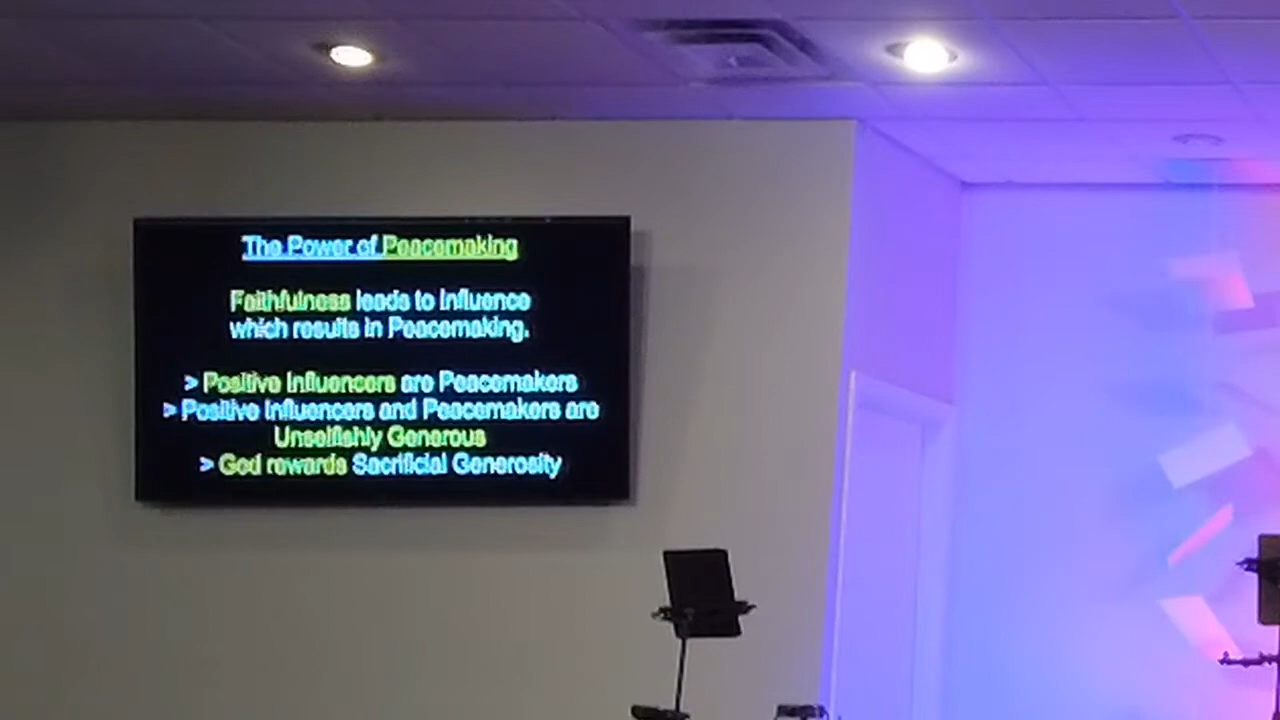 The Power of Peacemaking
Faithfulness leads to Influence
which results in Peacemaking.
> Positive Influencers are Peacemakers
> Positive Influencers and Peacemakers are
Unselfishly Generous
> God rewards Sacrificial Generosity